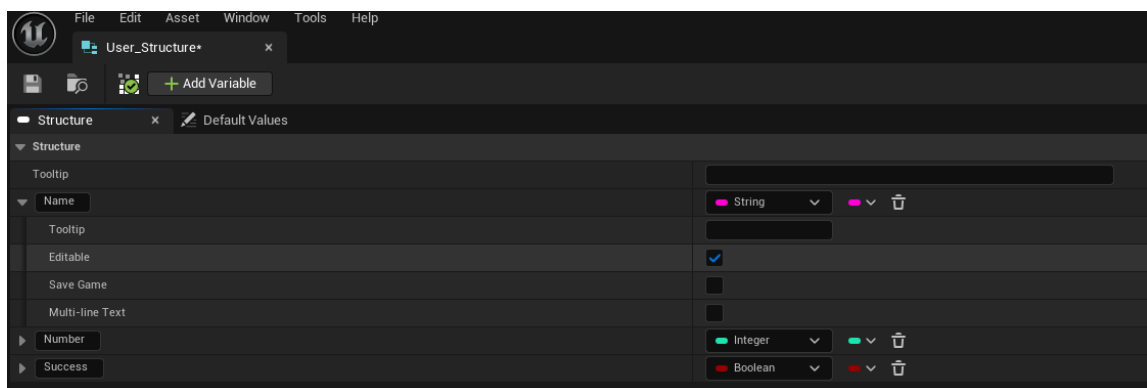 File Edit Asset Window Tools Help
User_Structure*
Add Variable
Structure Default Values
Structure
Tooltip
Name String
Tooltip
Editable
Save Game
Multi-line Text
Number Integer
Success Boolean